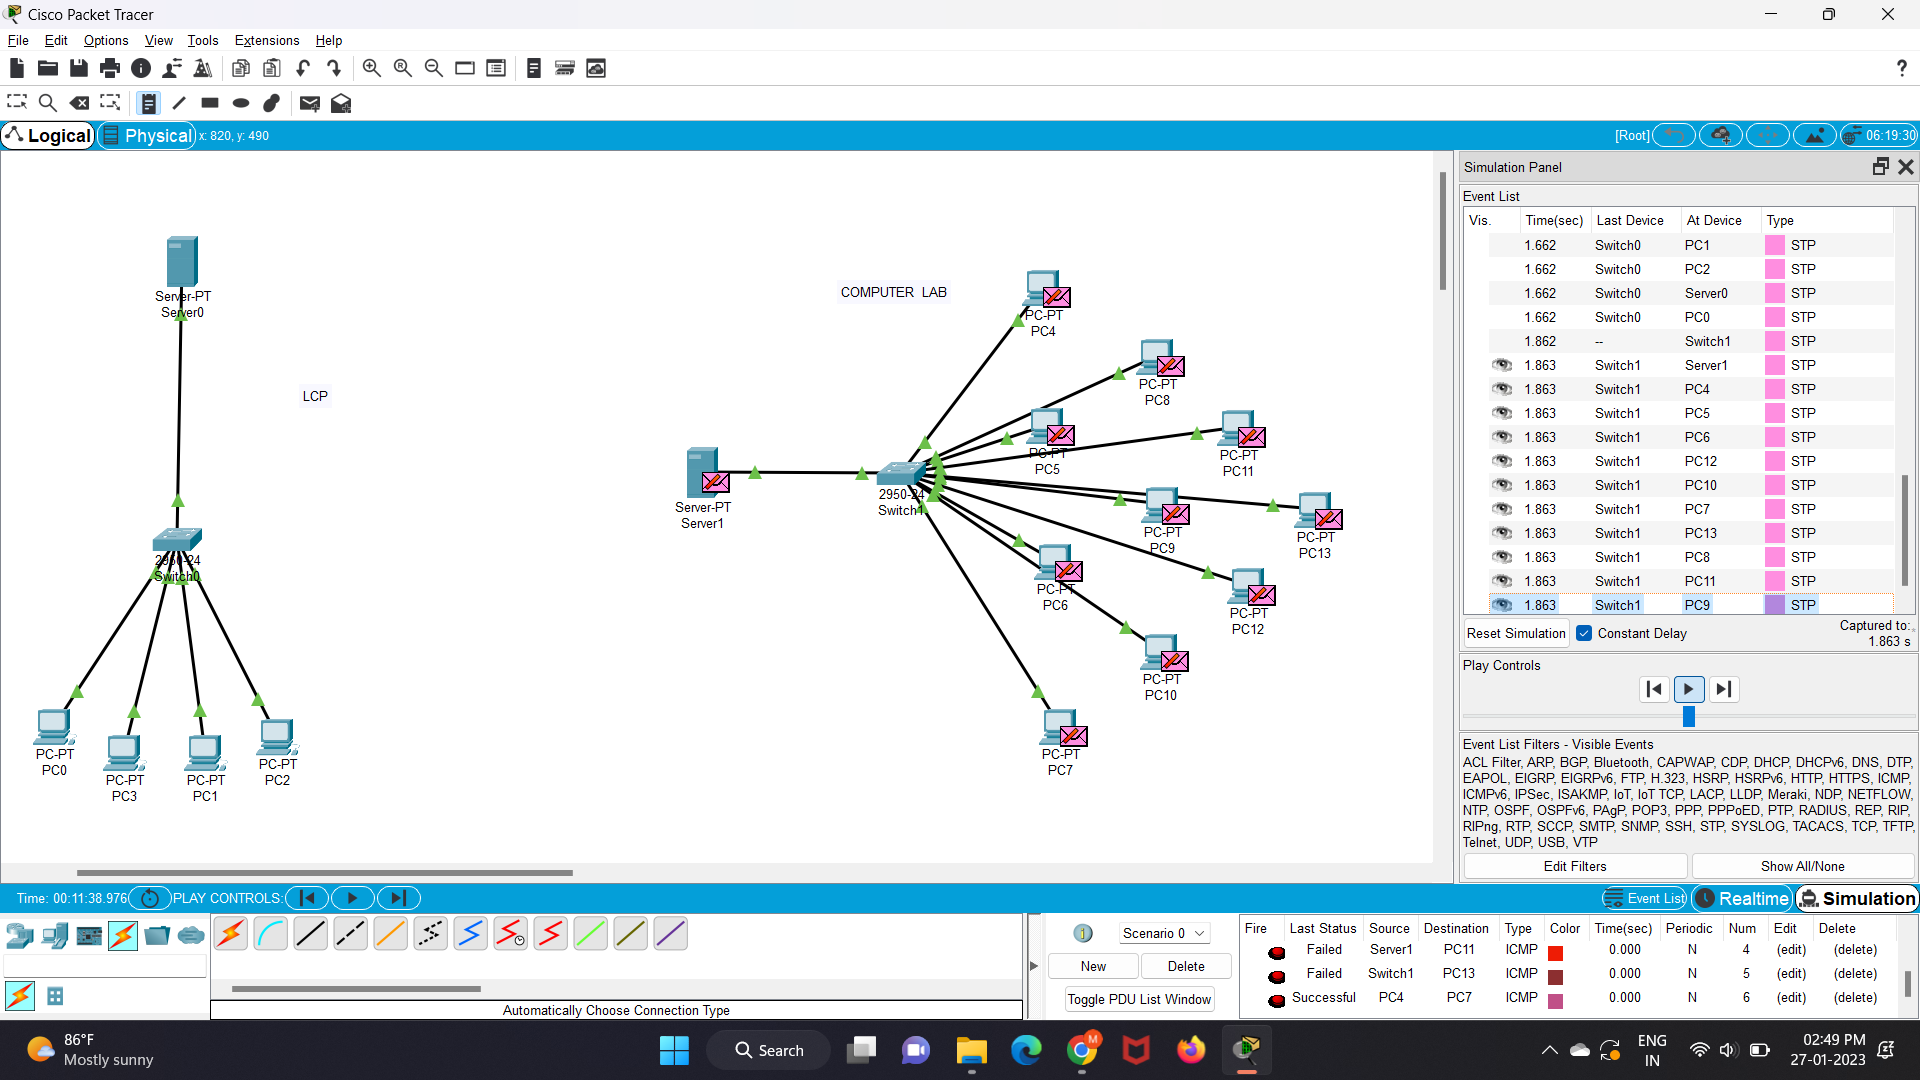 Cisco Packet Tracer
File Edit Options View Tools Extensions Help
?
Logical Physical x: 820, y: 490 [Root] 06:19:30
Server-PT
Server0
LCP
2950-24
Switch0
PC-PT
PC0
PC-PT
PC3
PC-PT
PC1
PC-PT
PC2
COMPUTER LAB
PC-PT
PC4
PC-PT
PC8
PC-PT
PC5
PC-PT
PC11
Server-PT
Server1
2950-24
Switch1
PC-PT
PC9
PC-PT
PC13
PC-PT
PC6
PC-PT
PC12
PC-PT
PC10
PC-PT
PC7
Simulation Panel
Event List
Vis. Time(sec) Last Device At Device Type
1.662 Switch0 PC1 STP
1.662 Switch0 PC2 STP
1.662 Switch0 Server0 STP
1.662 Switch0 PC0 STP
1.862 -- Switch1 STP
1.863 Switch1 Server1 STP
1.863 Switch1 PC4 STP
1.863 Switch1 PC5 STP
1.863 Switch1 PC6 STP
1.863 Switch1 PC12 STP
1.863 Switch1 PC10 STP
1.863 Switch1 PC7 STP
1.863 Switch1 PC13 STP
1.863 Switch1 PC8 STP
1.863 Switch1 PC11 STP
1.863 Switch1 PC9 STP
Reset Simulation Constant Delay Captured to:
1.863 s
Play Controls
Event List Filters - Visible Events
ACL Filter, ARP, BGP, Bluetooth, CAPWAP, CDP, DHCP, DHCPv6, DNS, DTP,
EAPOL, EIGRP, EIGRPv6, FTP, H.323, HSRP, HSRPv6, HTTP, HTTPS, ICMP,
ICMPv6, IPSec, ISAKMP, IoT, IoT TCP, LACP, LLDP, Meraki, NDP, NETFLOW,
NTP, OSPF, OSPFv6, PAgP, POP3, PPP, PPPoED, PTP, RADIUS, REP, RIP,
RIPng, RTP, SCCP, SMTP, SNMP, SSH, STP, SYSLOG, TACACS, TCP, TFTP,
Telnet, UDP, USB, VTP
Edit Filters Show All/None
Time: 00:11:38.976 PLAY CONTROLS: Event List Realtime Simulation
Automatically Choose Connection Type
Scenario 0
New Delete
Toggle PDU List Window
Fire Last Status Source Destination Type Color Time(sec) Periodic Num Edit Delete
Failed Server1 PC11 ICMP 0.000 N 4 (edit) (delete)
Failed Switch1 PC13 ICMP 0.000 N 5 (edit) (delete)
Successful PC4 PC7 ICMP 0.000 N 6 (edit) (delete)
86°F
Mostly sunny
Search
M
ENG
IN
02:49 PM
27-01-2023